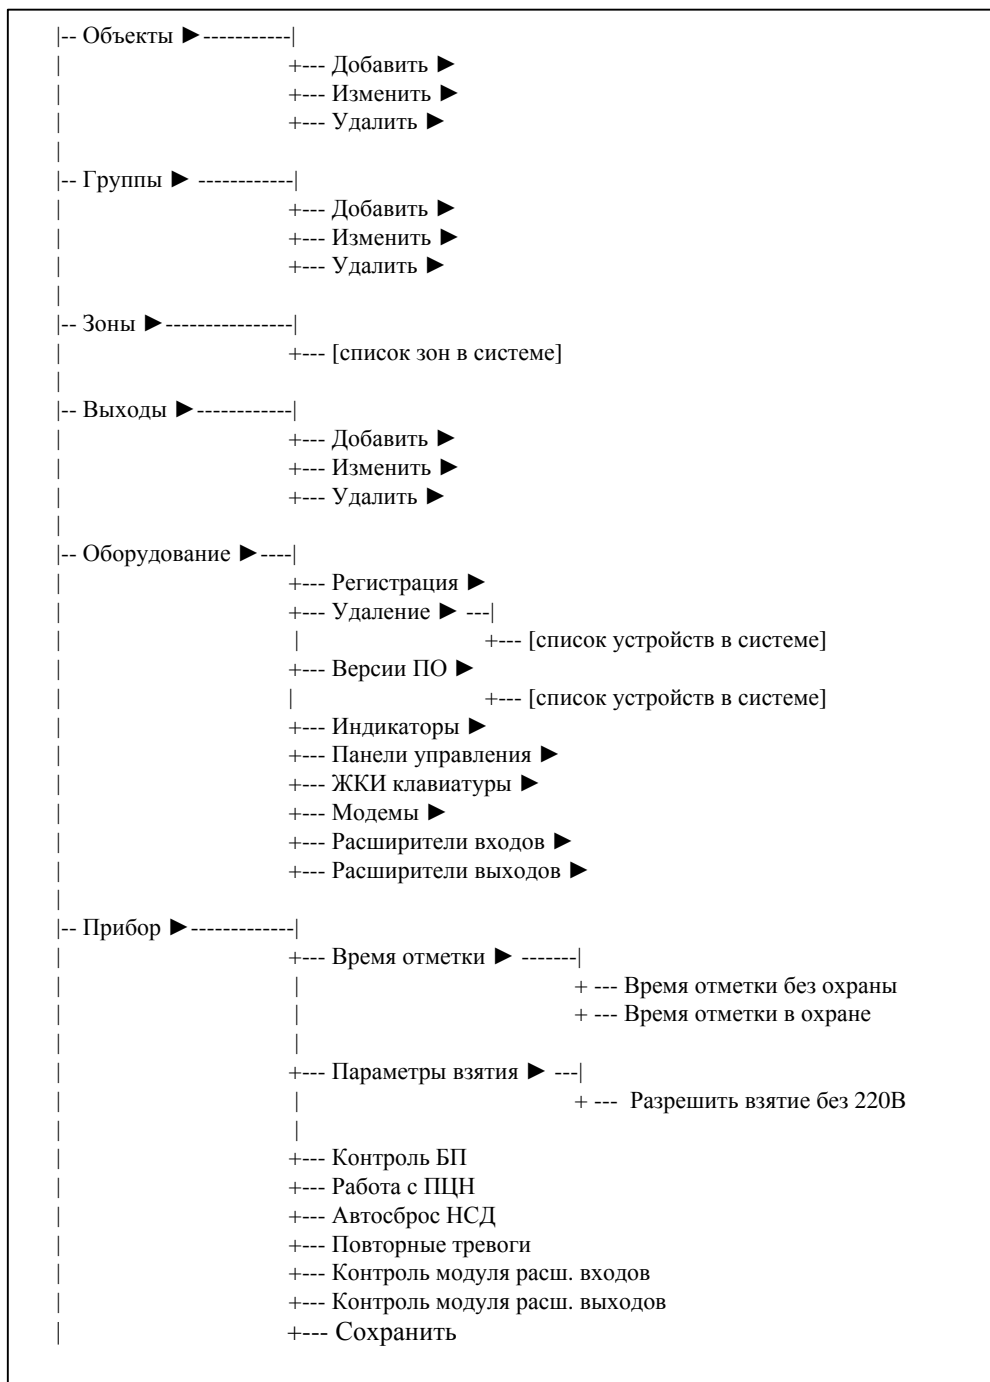 |-- Объекты ►-----------|
| +--- Добавить ►
| +--- Изменить ►
| +--- Удалить ►
|
|-- Группы ► ------------|
| +--- Добавить ►
| +--- Изменить ►
| +--- Удалить ►
|
|-- Зоны ►----------------|
| +--- [список зон в системе]
|
|-- Выходы ►------------|
| +--- Добавить ►
| +--- Изменить ►
| +--- Удалить ►
|
|-- Оборудование ►----|
| +--- Регистрация ►
| +--- Удаление ► ---|
| | +--- [список устройств в системе]
| +--- Версии ПО ►
| | +--- [список устройств в системе]
| +--- Индикаторы ►
| +--- Панели управления ►
| +--- ЖКИ клавиатуры ►
| +--- Модемы ►
| +--- Расширители входов ►
| +--- Расширители выходов ►
|
|-- Прибор ►-------------|
| +--- Время отметки ► -------|
| | + --- Время отметки без охраны
| | + --- Время отметки в охране
| |
| +--- Параметры взятия ► ---|
| | + --- Разрешить взятие без 220В
| |
| +--- Контроль БП
| +--- Работа с ПЦН
| +--- Автосброс НСД
| +--- Повторные тревоги
| +--- Контроль модуля расш. входов
| +--- Контроль модуля расш. выходов
| +--- Сохранить